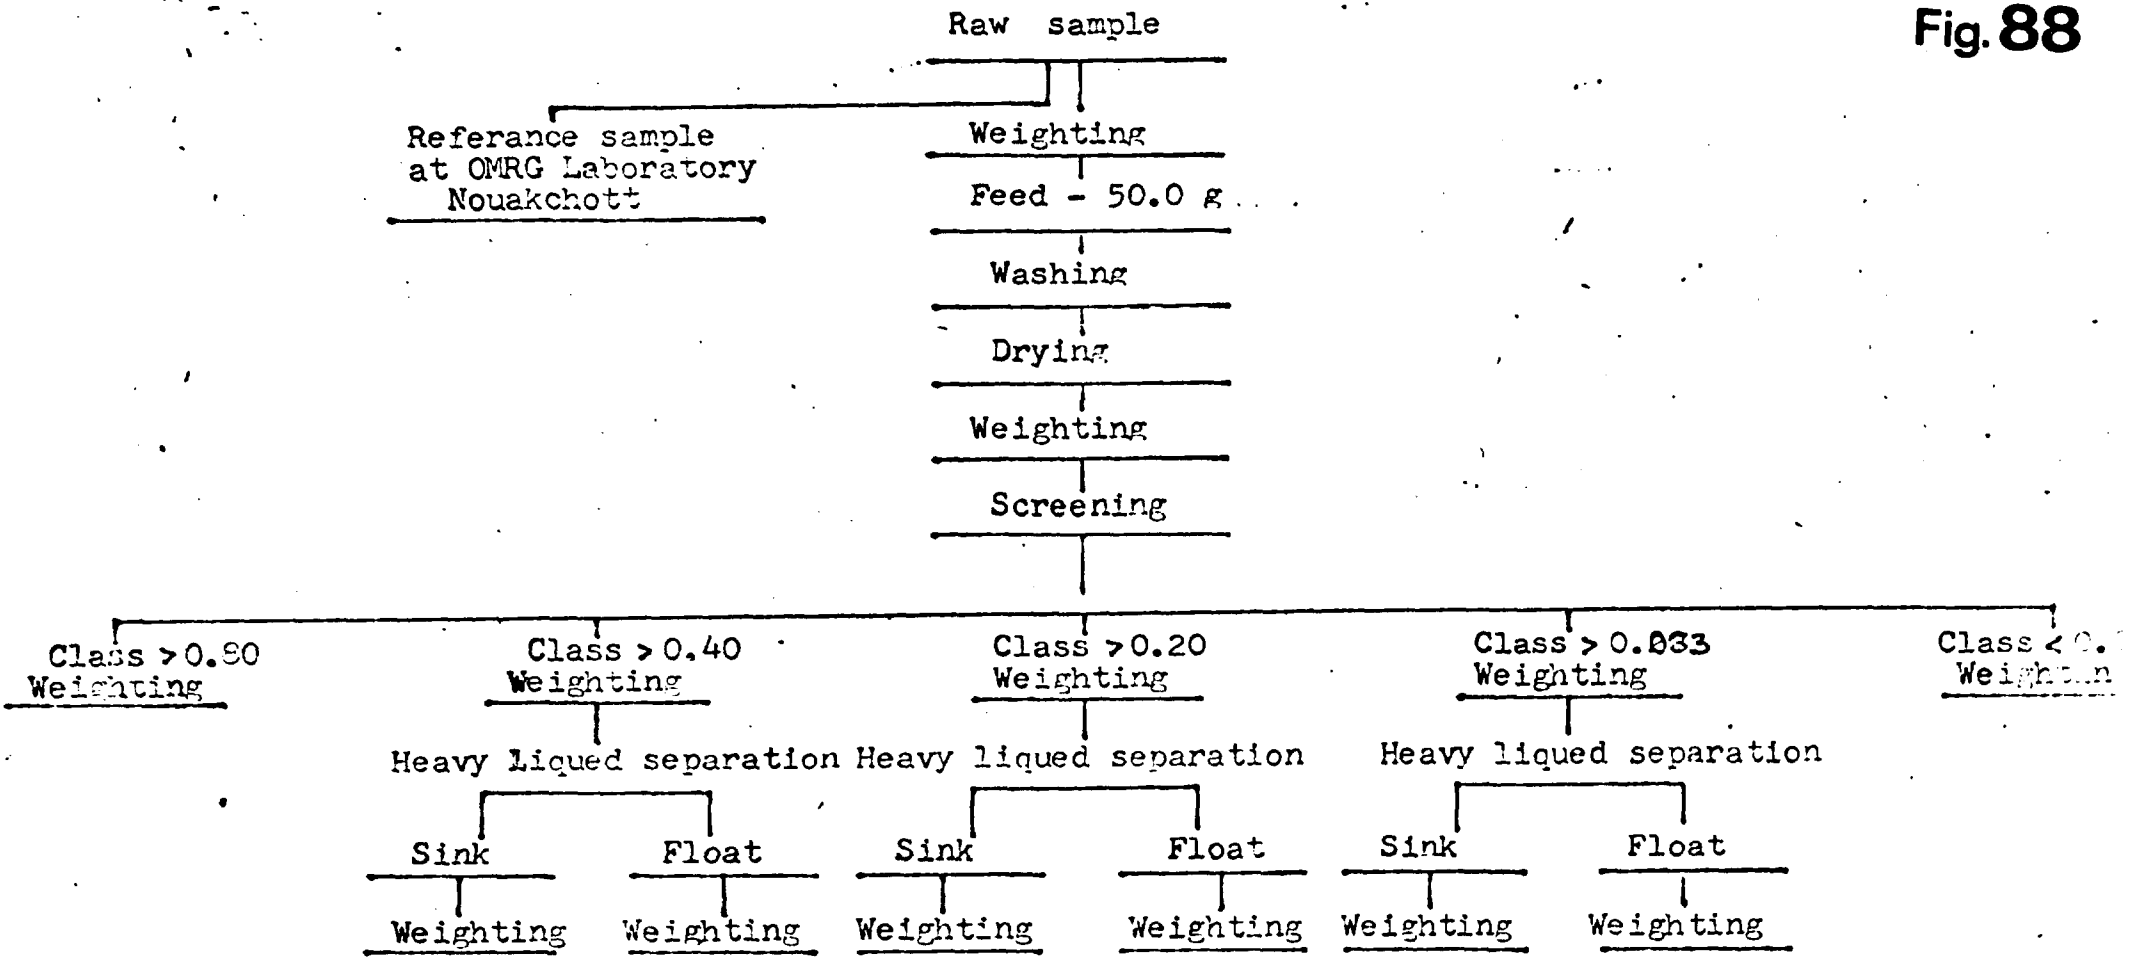 Fig. 88
Raw sample
Referance sample
at OMRG Laboratory
Nouakchott
Weighting
Feed - 50.0 g
Washing
Drying
Weighting
Screening
Class > 0.80
Weighting
Class > 0.40
Weighting
Class > 0.20
Weighting
Class > 0.033
Weighting
Class < 0.
Heavy liqued separation
Heavy liqued separation
Heavy liqued separation
Sink
Float
Sink
Float
Sink
Float
Weighting
Weighting
Weighting
Weighting
Weighting
Weighting